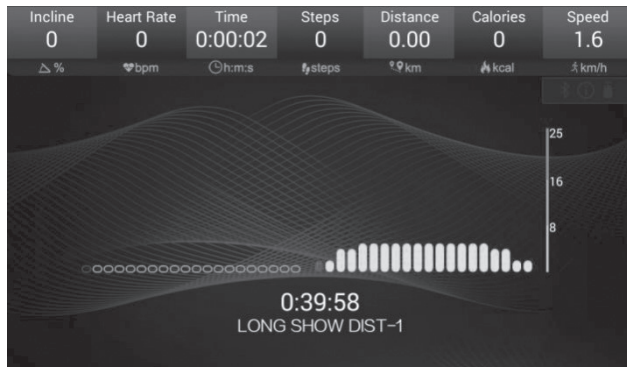 Incline Heart Rate Time Steps Distance Calories Speed
0 0 0:00:02 0 0.00 0 1.6
% bpm h:m:s steps km kcal km/h
25
16
8
0:39:58
LONG SHOW DIST-1